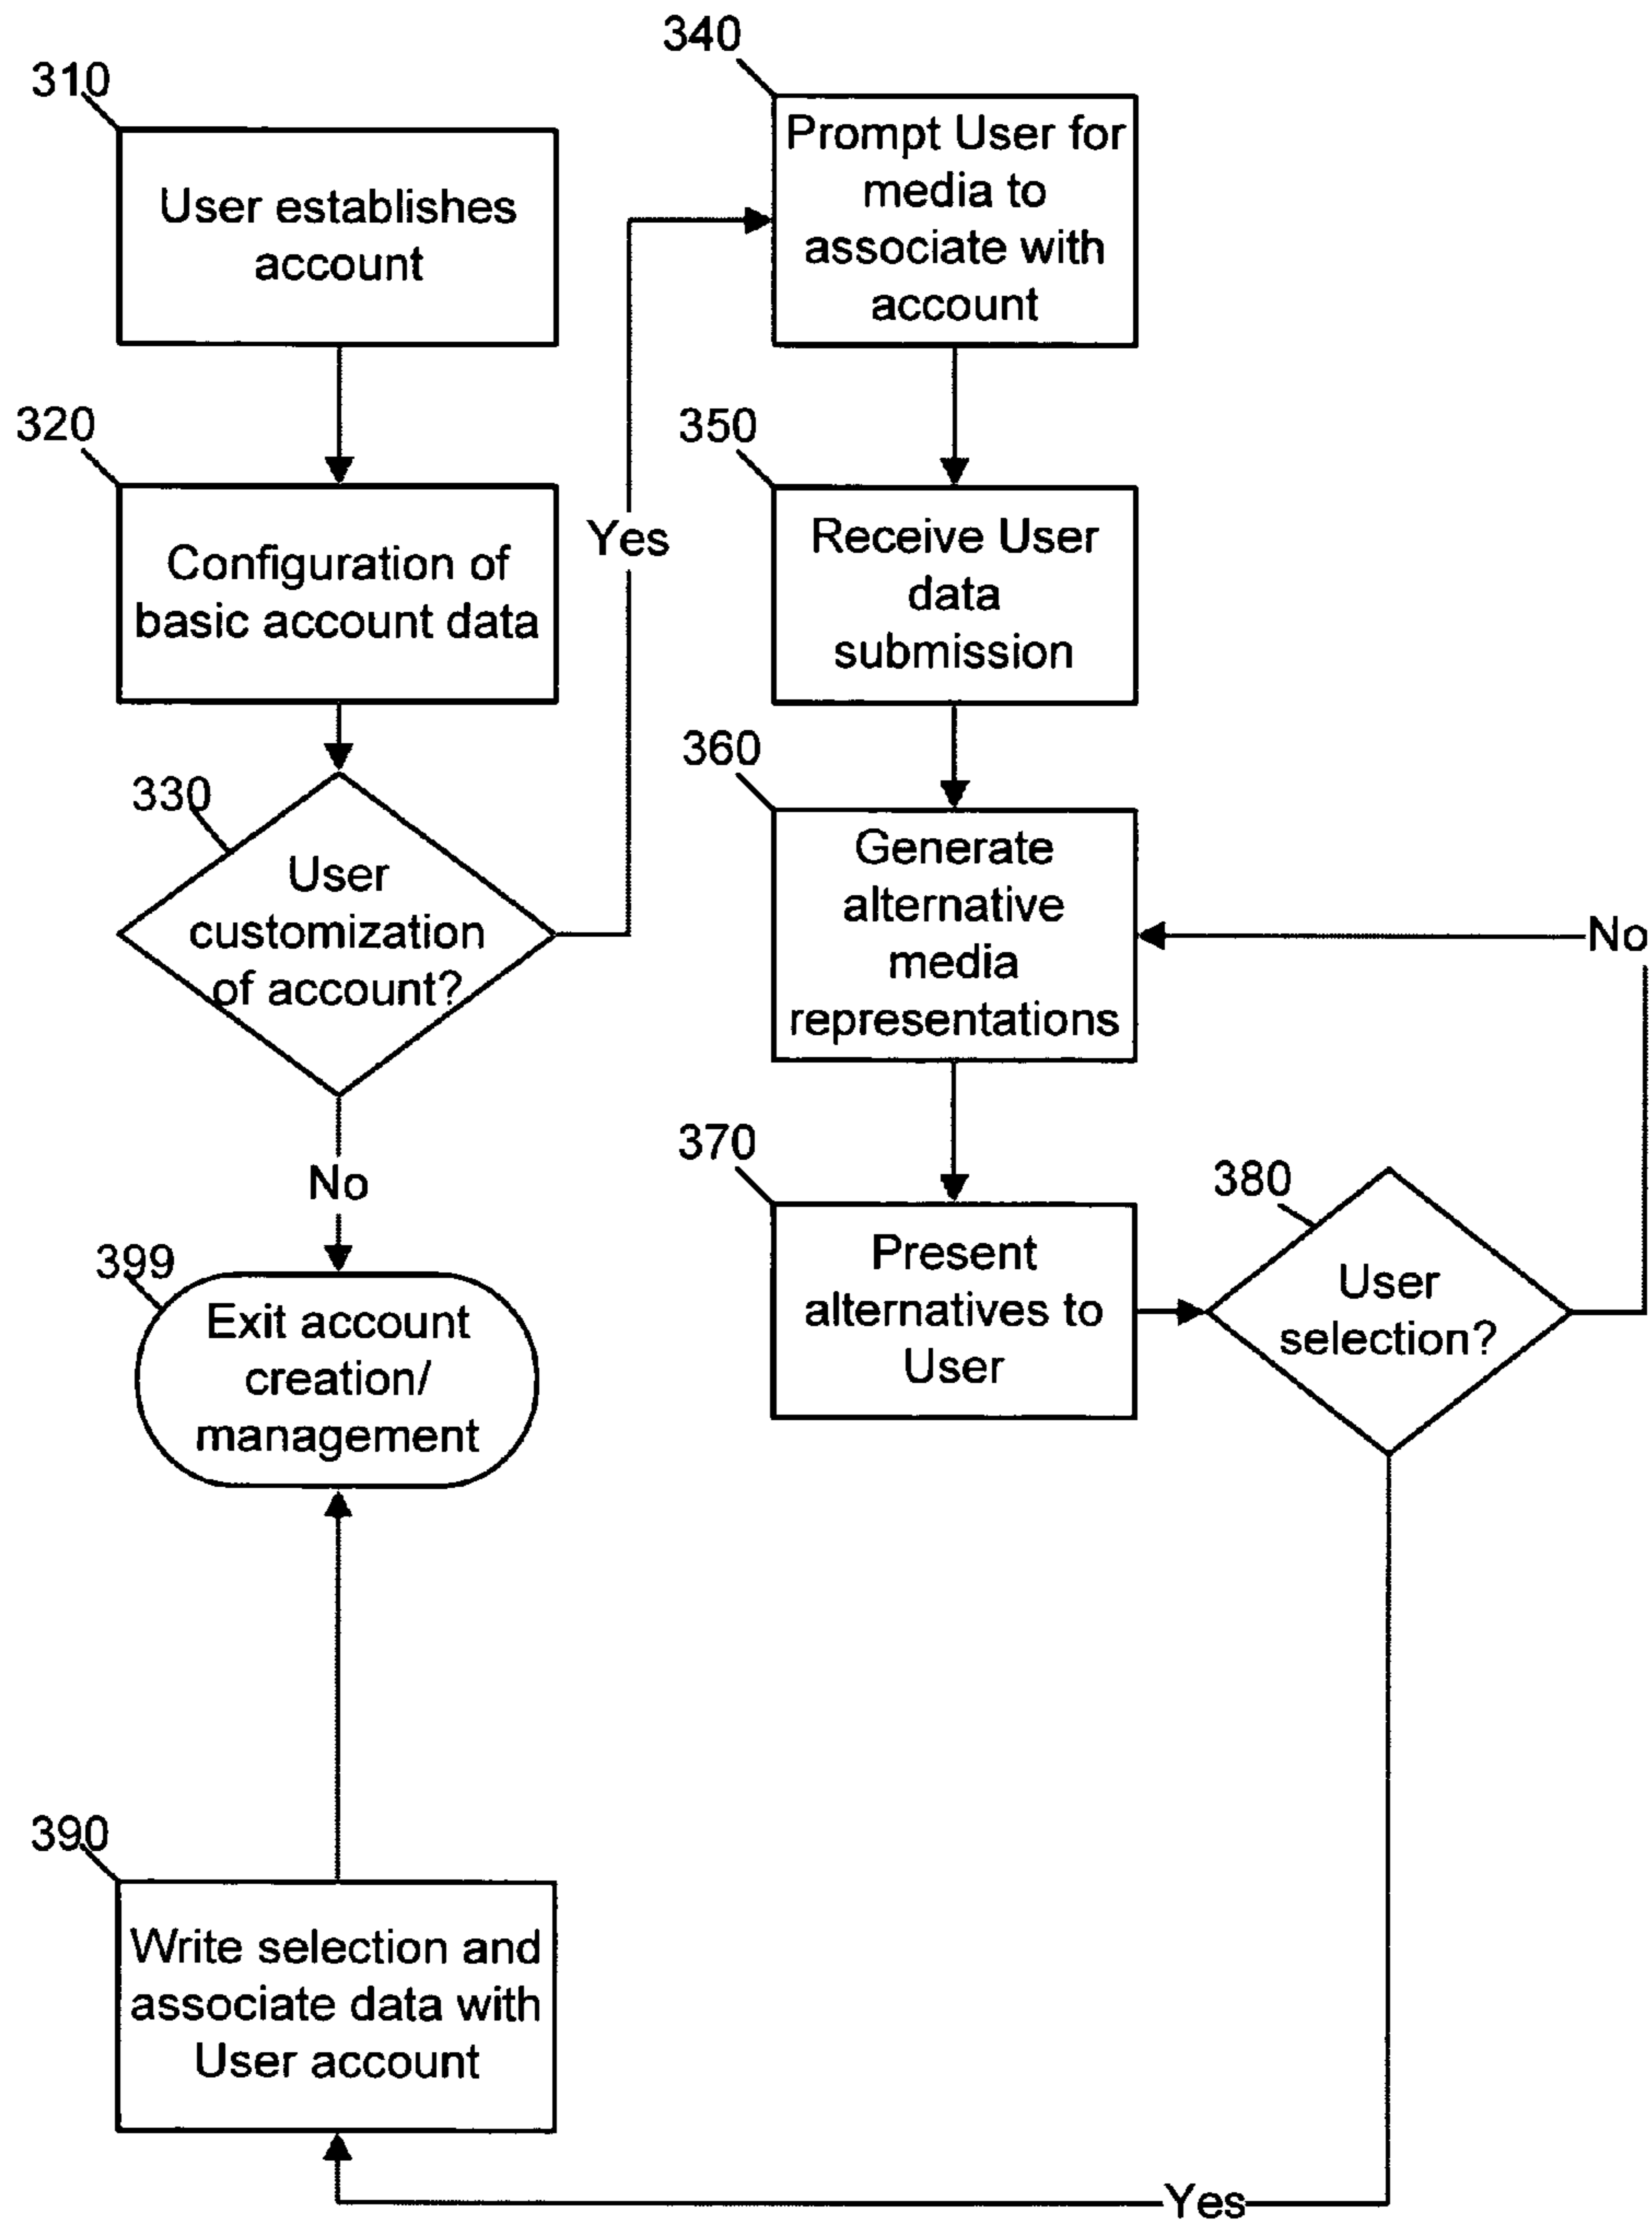 310
User establishes
account
320
Configuration of
basic account data
330
User
customization
of account?
Yes
No
399
Exit account
creation/
management
340
Prompt User for
media to
associate with
account
350
Receive User
data
submission
360
Generate
alternative
media
representations
370
Present
alternatives to
User
380
User
selection?
No
Yes
390
Write selection and
associate data with
User account